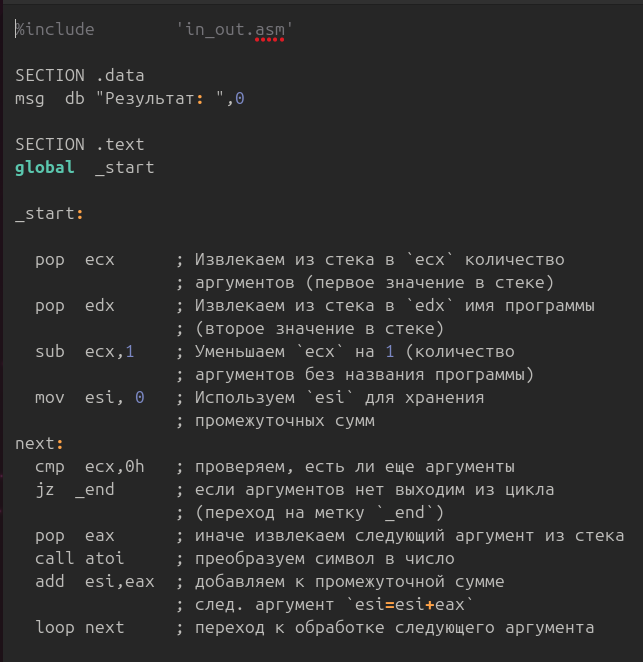 %include        'in_out.asm'
SECTION .data
msg  db "Результат: ",0
SECTION .text
global  _start
_start:
  pop  ecx      ; Извлекаем из стека в `ecx` количество
                ; аргументов (первое значение в стеке)
  pop  edx      ; Извлекаем из стека в `edx` имя программы
                ; (второе значение в стеке)
  sub  ecx,1    ; Уменьшаем `ecx` на 1 (количество
                ; аргументов без названия программы)
  mov  esi, 0   ; Используем `esi` для хранения
                ; промежуточных сумм
next:
  cmp  ecx,0h   ; проверяем, есть ли еще аргументы
  jz  _end      ; если аргументов нет выходим из цикла
                ; (переход на метку `_end`)
  pop  eax      ; иначе извлекаем следующий аргумент из стека
  call atoi     ; преобразуем символ в число
  add  esi,eax  ; добавляем к промежуточной сумме
                ; след. аргумент `esi=esi+eax`
  loop next     ; переход к обработке следующего аргумента